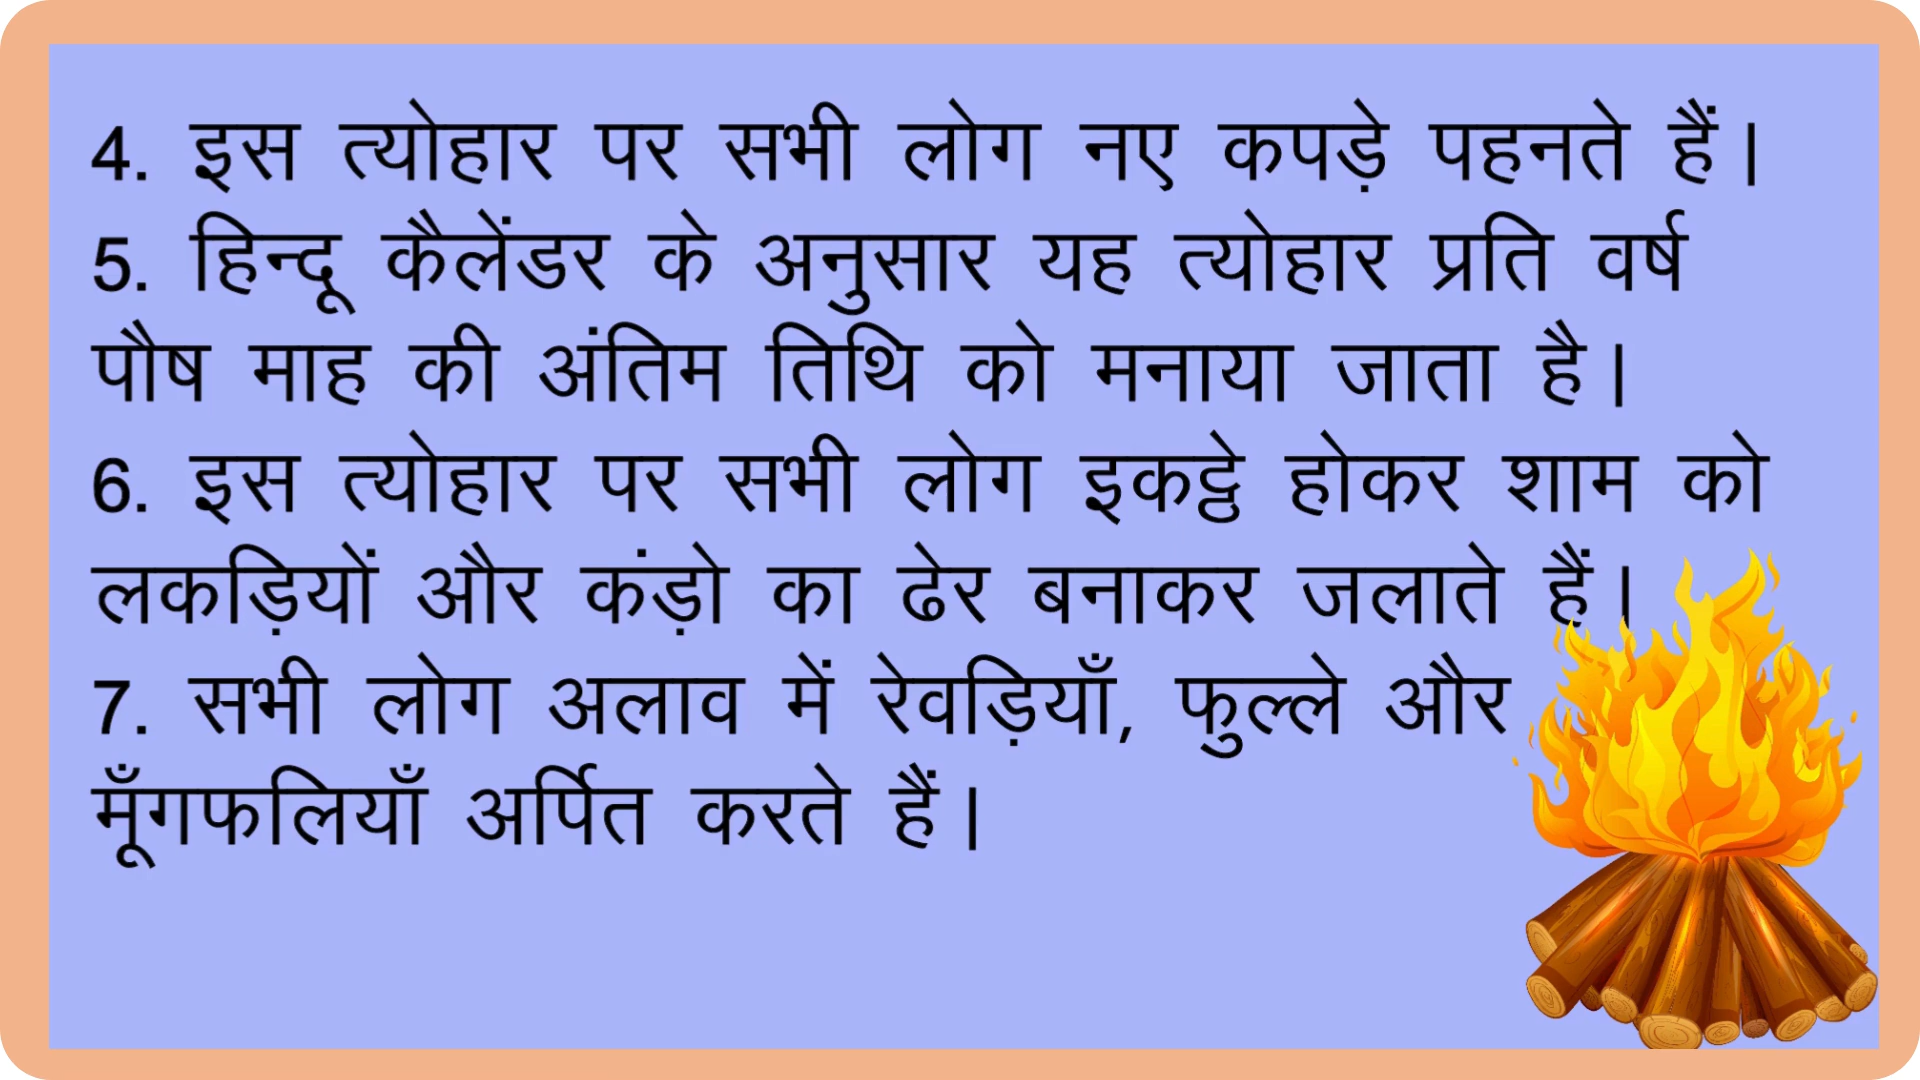 4. इस त्योहार पर सभी लोग नए कपड़े पहनते हैं।
5. हिन्दू कैलेंडर के अनुसार यह त्योहार प्रति वर्ष
पौष माह की अंतिम तिथि को मनाया जाता है।
6. इस त्योहार पर सभी लोग इकट्ठे होकर शाम को
लकड़ियों और कंड़ो का ढेर बनाकर जलाते हैं।
7. सभी लोग अलाव में रेवड़ियाँ, फुल्ले और
मूँगफलियाँ अर्पित करते हैं।